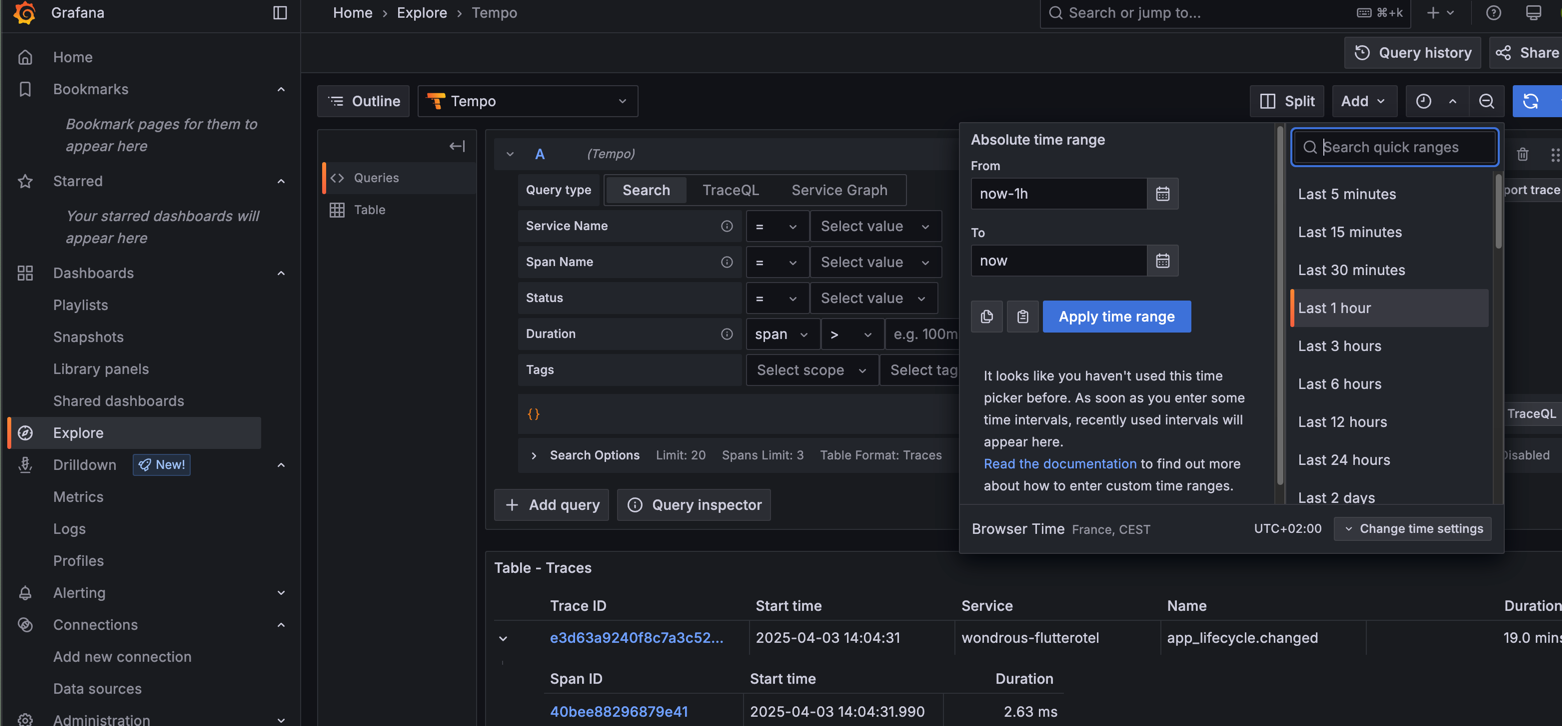 Grafana
Home › Explore › Tempo
Search or jump to...
⌘+k
Query history
Share
Home
Bookmarks
Bookmark pages for them to
appear here
Starred
Your starred dashboards will
appear here
Dashboards
Playlists
Snapshots
Library panels
Shared dashboards
Explore
Drilldown
New!
Metrics
Logs
Profiles
Alerting
Connections
Add new connection
Data sources
Administration
Outline
Tempo
Split
Add
Queries
Table
A
(Tempo)
Query type
Search
TraceQL
Service Graph
Service Name
=
Select value
Span Name
=
Select value
Status
=
Select value
Duration
span
>
e.g. 100m
Tags
Select scope
Select tag
{}
Search Options
Limit: 20
Spans Limit: 3
Table Format: Traces
Add query
Query inspector
port trace
TraceQL
Disabled
Absolute time range
From
now-1h
To
now
Apply time range
It looks like you haven't used this time
picker before. As soon as you enter some
time intervals, recently used intervals will
appear here.
Read the documentation to find out more
about how to enter custom time ranges.
Search quick ranges
Last 5 minutes
Last 15 minutes
Last 30 minutes
Last 1 hour
Last 3 hours
Last 6 hours
Last 12 hours
Last 24 hours
Last 2 days
Browser Time
France, CEST
UTC+02:00
Change time settings
Table - Traces
Trace ID
Start time
Service
Name
Duration
e3d63a9240f8c7a3c52...
2025-04-03 14:04:31
wondrous-flutterotel
app_lifecycle.changed
19.0 mins
Span ID
Start time
Duration
40bee88296879e41
2025-04-03 14:04:31.990
2.63 ms